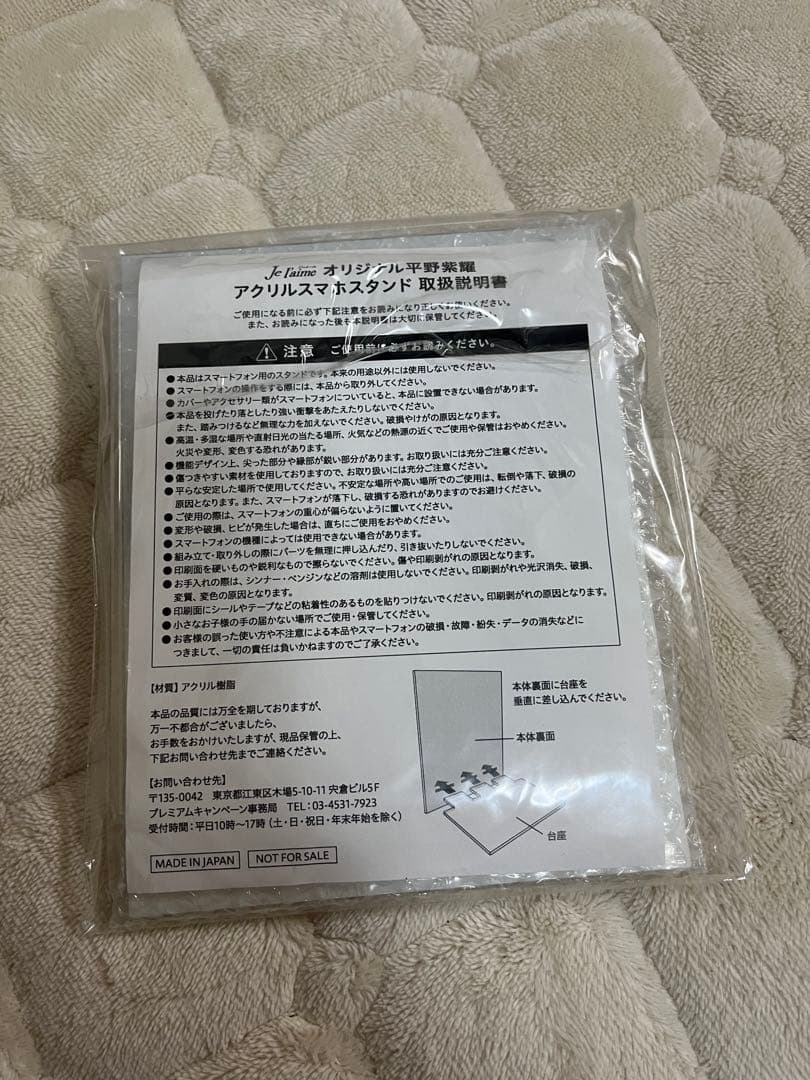 Je l'aime オリジナル平野紫耀
アクリルスマホスタンド 取扱説明書
ご使用になる前に必ず下記注意をお読みになり正しくお使いください。
また、お読みになった後も本説明書は大切に保管してください。
注意 ご使用前に必ずお読みください。
●本品はスマートフォン用のスタンドです。本来の用途以外には使用しないでください。
●スマートフォンの操作をする際には、本品から取り外してください。
●カバーやアクセサリー類がスマートフォンについていると、本品に設置できない場合があります。
●本品を投げたり落としたり強い衝撃をあたえたりしないでください。
また、踏みつけるなど無理な力を加えないでください。破損やけがの原因となります。
●高温・多湿な場所や直射日光の当たる場所、火気などの熱源の近くでご使用や保管はおやめください。
火災や変形、変色する恐れがあります。
●機能デザイン上、尖った部分や縁部が鋭い部分があります。お取り扱いには充分ご注意ください。
●傷つきやすい素材を使用しておりますので、お取り扱いには充分ご注意ください。
●平らな安定した場所で使用してください。不安定な場所や高い場所でのご使用は、転倒や落下、破損の
原因となります。また、スマートフォンが落下し、破損する恐れがありますのでお避けください。
●ご使用の際は、スマートフォンの重心が偏らないように置いてください。
●変形や破損、ヒビが発生した場合は、直ちにご使用をおやめください。
●スマートフォンの機種によっては使用できない場合があります。
●組み立て・取り外しの際にパーツを無理に押し込んだり、引き抜いたりしないでください。
●印刷面を硬いものや鋭利なもので擦らないでください。傷や印刷剥がれの原因となります。
●お手入れの際は、シンナー・ベンジンなどの溶剤は使用しないでください。印刷剥がれや光沢消失、破損、
変質、変色の原因となります。
●印刷面にシールやテープなどの粘着性のあるものを貼りつけないでください。印刷剥がれの原因となります。
●小さなお子様の手の届かない場所でご使用・保管してください。
●お客様の誤った使い方や不注意による本品やスマートフォンの破損・故障・紛失・データの消失などに
つきまして、一切の責任は負いかねますのでご了承ください。
【材質】アクリル樹脂
本品の品質には万全を期しておりますが、
万一不都合がございましたら、
お手数をおかけいたしますが、現品保管の上、
下記お問い合わせ先までご連絡ください。
【お問い合わせ先】
〒135-0042 東京都江東区木場5-10-11 宍倉ビル5F
プレミアムキャンペーン事務局 TEL:03-4531-7923
受付時間:平日10時～17時(土・日・祝日・年末年始を除く)
MADE IN JAPAN NOT FOR SALE
本体裏面に台座を
垂直に差し込んでください。
本体裏面
台座